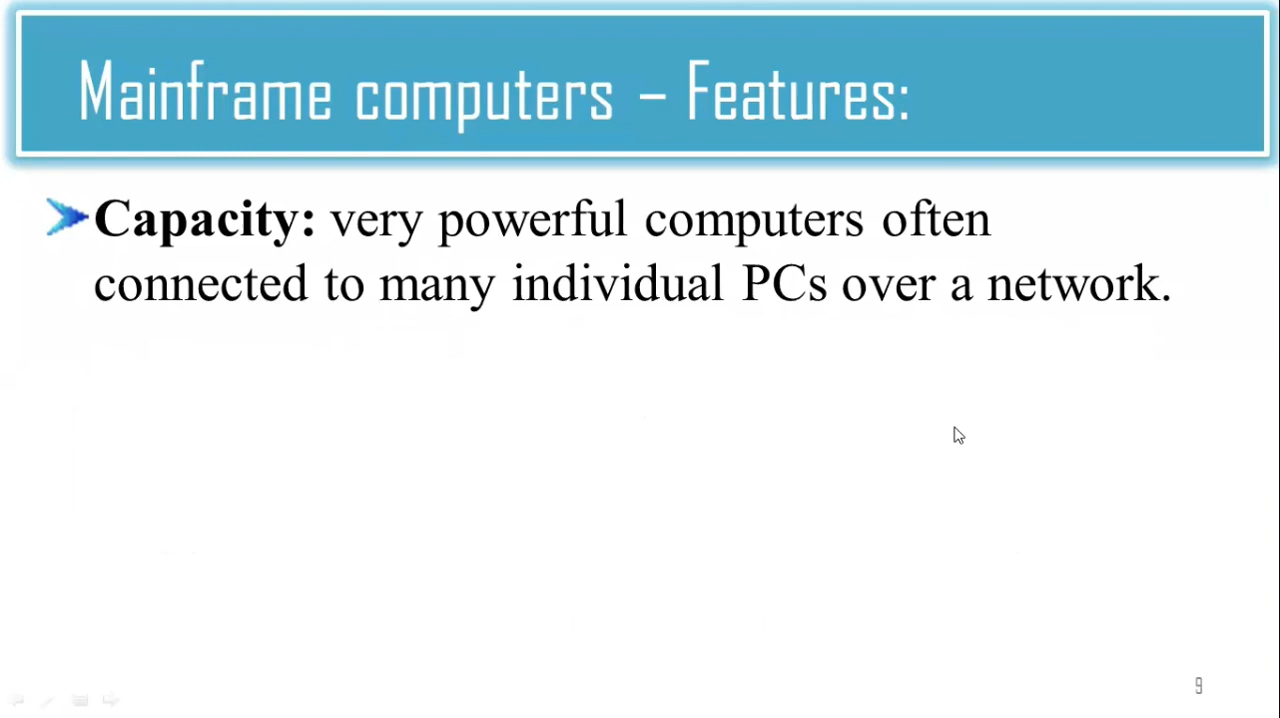 Mainframe computers – Features:
Capacity: very powerful computers often
connected to many individual PCs over a network.
9